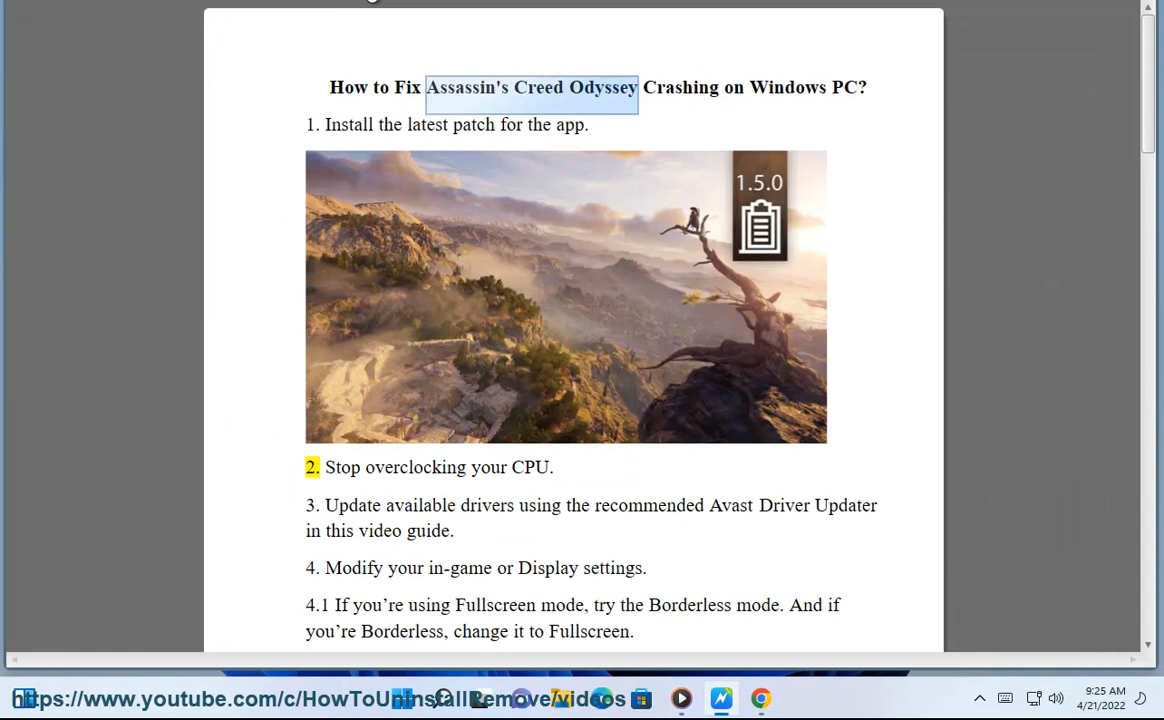 How to Fix Assassin's Creed Odyssey Crashing on Windows PC?
1. Install the latest patch for the app.
1.5.0
2. Stop overclocking your CPU.
3. Update available drivers using the recommended Avast Driver Updater
in this video guide.
4. Modify your in-game or Display settings.
4.1 If you’re using Fullscreen mode, try the Borderless mode. And if
you’re Borderless, change it to Fullscreen.
https://www.youtube.com/c/HowToUninstallRemove/videos
9:25 AM
4/21/2022